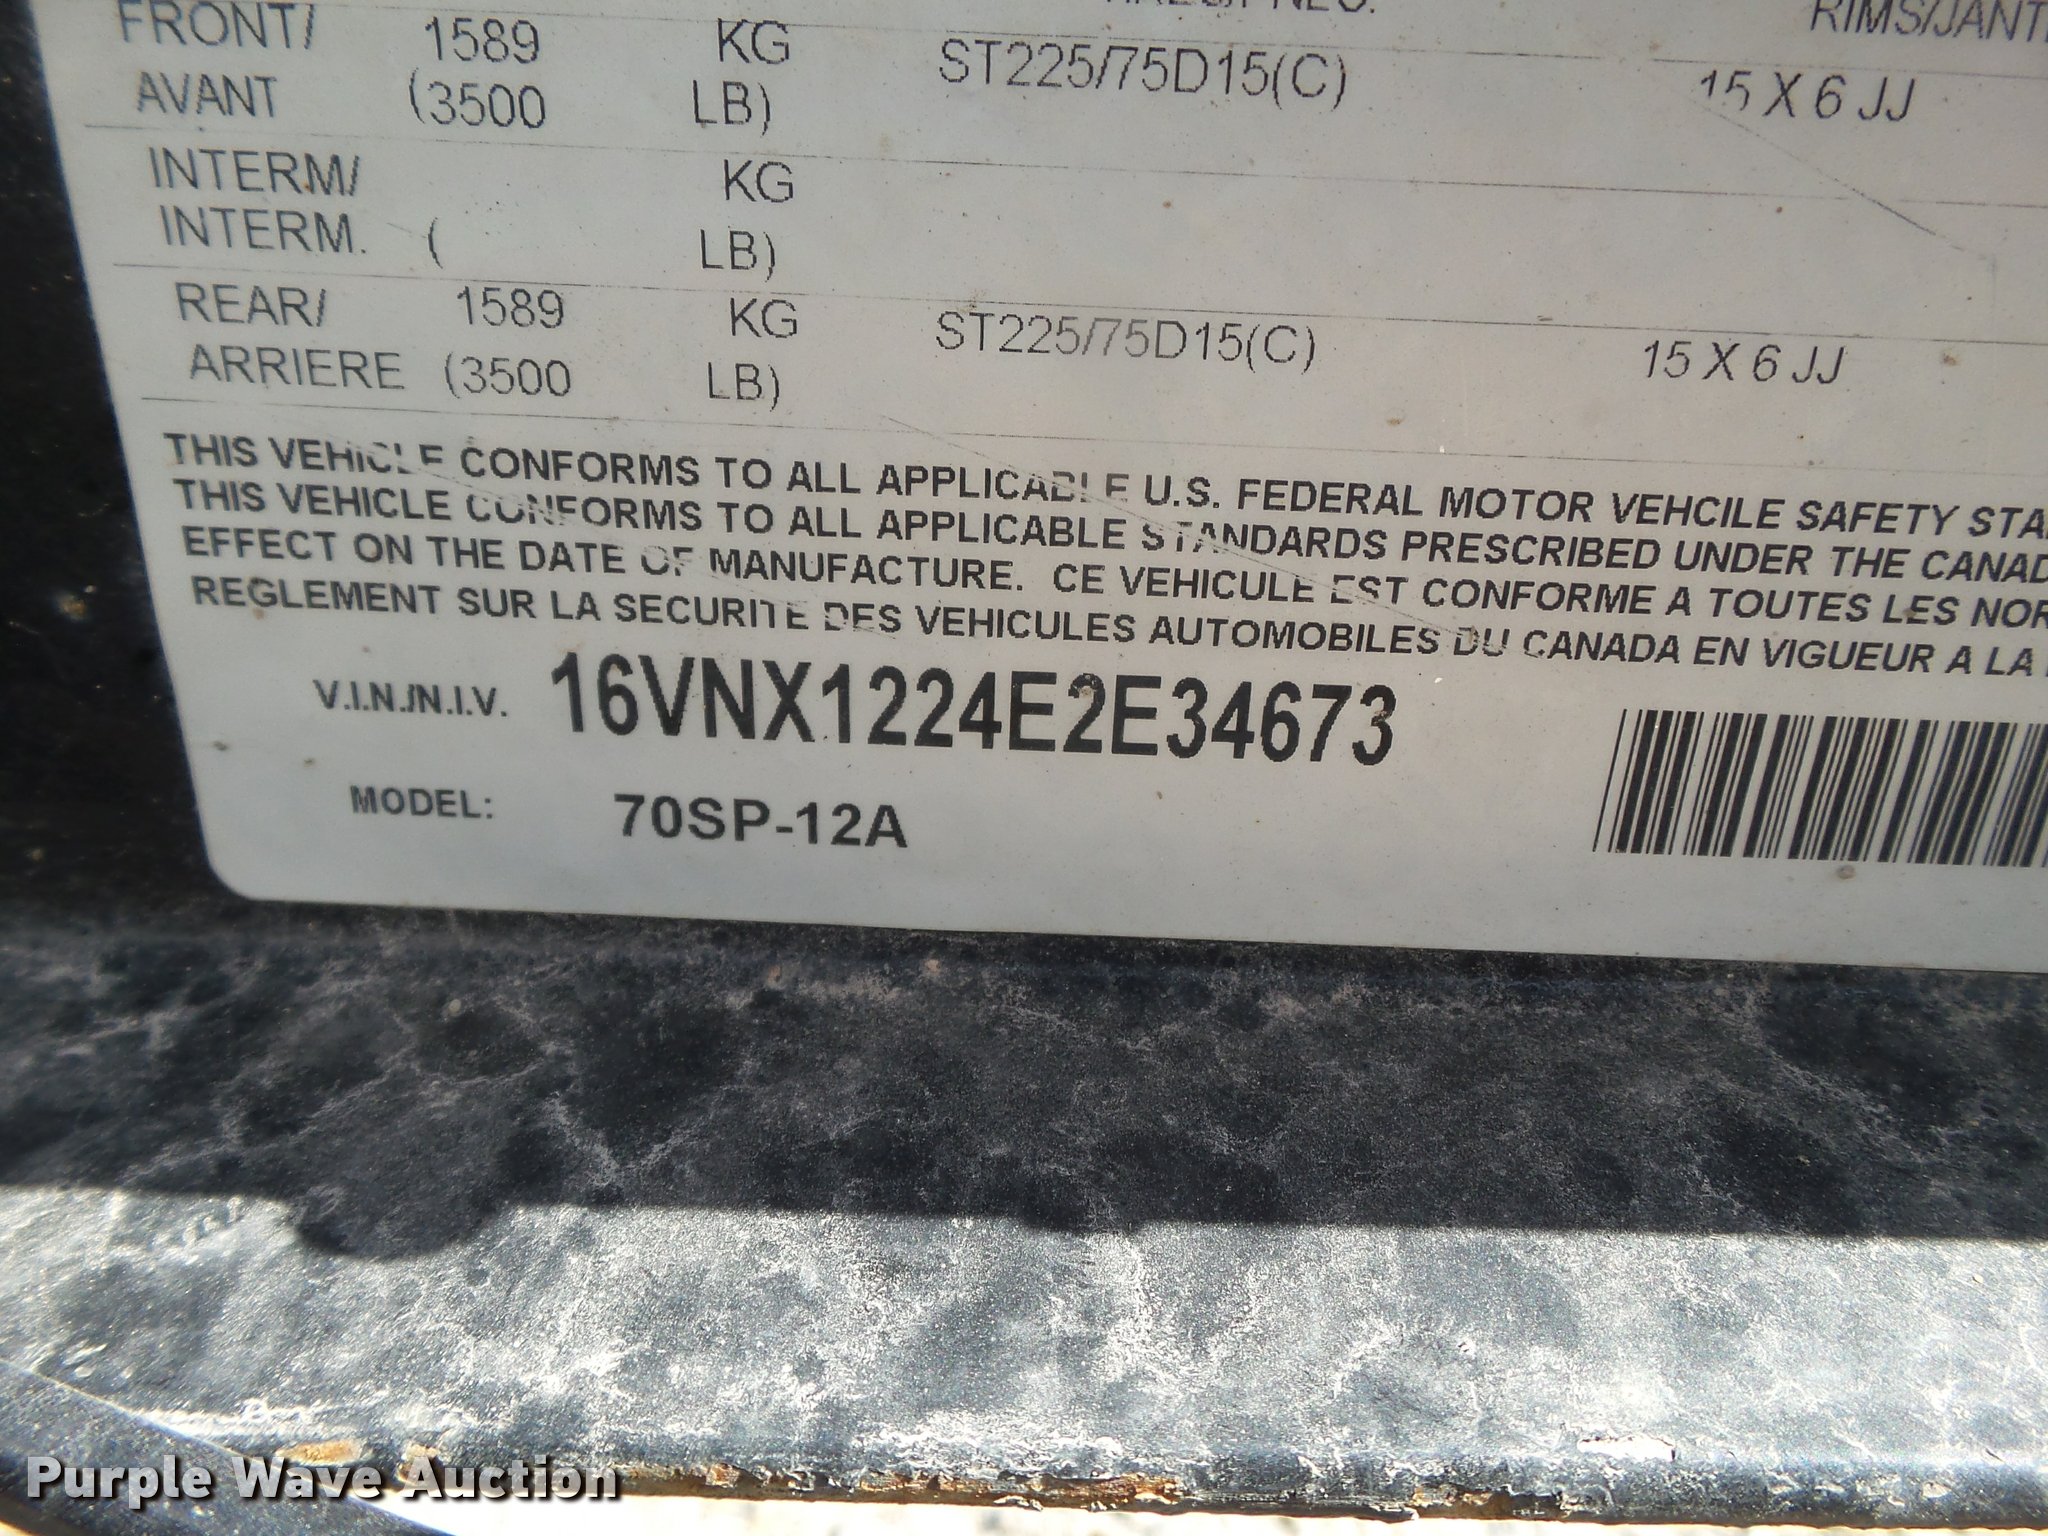 FRONT/ 1589 KG ST225/75D15(C) 15 X 6 JJ
AVANT (3500 LB)
INTERM/ KG
INTERM. ( LB)
REAR/ 1589 KG ST225/75D15(C) 15 X 6 JJ
ARRIERE (3500 LB)
THIS VEHICLE CONFORMS TO ALL APPLICABLE U.S. FEDERAL MOTOR VEHCILE SAFETY
THIS VEHICLE CONFORMS TO ALL APPLICABLE STANDARDS PRESCRIBED UNDER THE
EFFECT ON THE DATE OF MANUFACTURE. CE VEHICULE EST CONFORME A TOUTES LES
REGLEMENT SUR LA SECURITE DES VEHICULES AUTOMOBILES DU CANADA EN VIGUEUR A LA
V.I.N./N.I.V. 16VNX1224E2E34673
MODEL: 70SP-12A
Purple Wave Auction